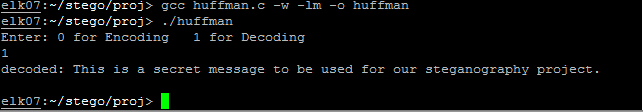 elk07:~/stego/proj> gcc huffman.c -w -lm -o huffman
elk07:~/stego/proj> ./huffman
Enter: 0 for Encoding   1 for Decoding
1
decoded: This is a secret message to be used for our steganography project.
elk07:~/stego/proj>